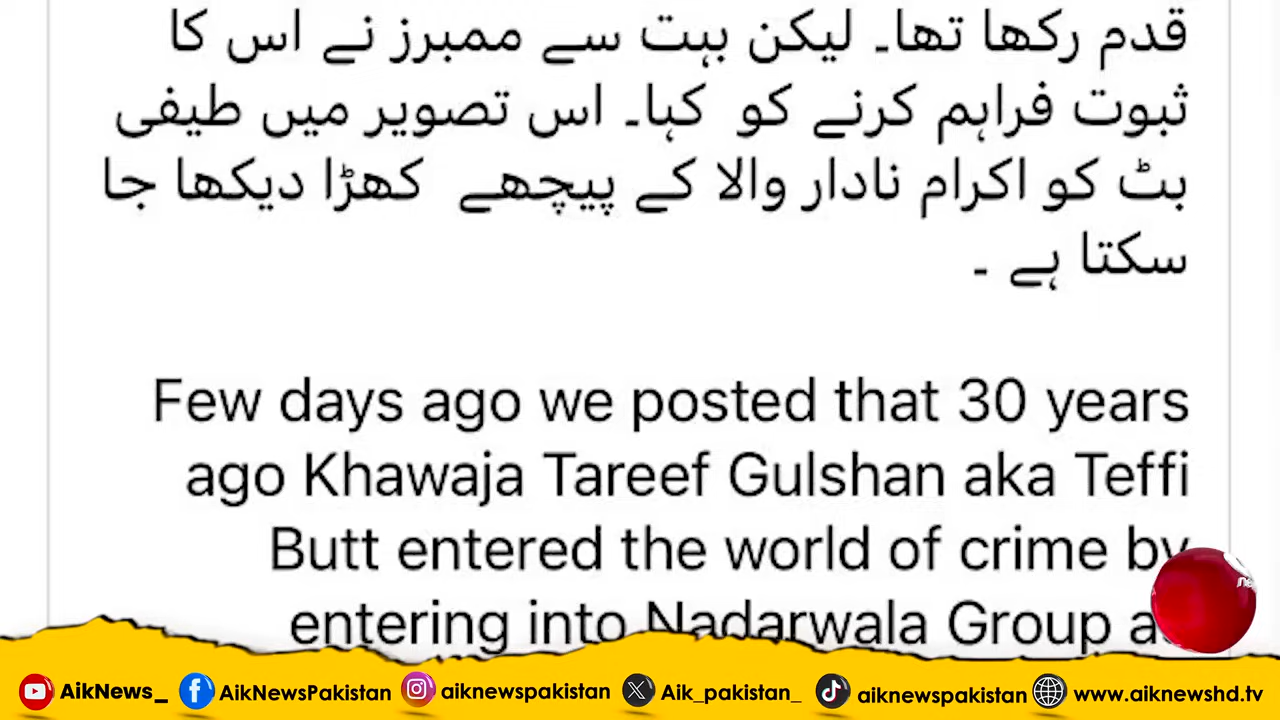 قدم رکھا تھا۔ لیکن بہت سے ممبرز نے اس کا
ثبوت فراہم کرنے کو کہا۔ اس تصویر میں طیفی
بٹ کو اکرام نادار والا کے پیچھے کھڑا دیکھا جا
سکتا ہے ۔
Few days ago we posted that 30 years
ago Khawaja Tareef Gulshan aka Teffi
Butt entered the world of crime by
entering into Nadarwala Group
AikNews_ AikNewsPakistan aiknewspakistan Aik_pakistan_ aiknewspakistan www.aiknewshd.tv